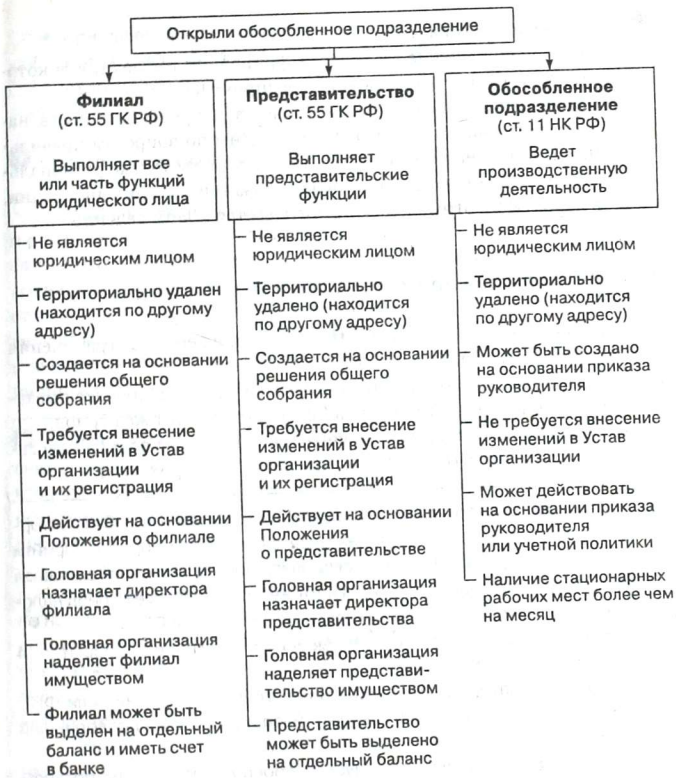 Открыли обособленное подразделение
Филиал
(ст. 55 ГК РФ)
Выполняет все
или часть функций
юридического лица
Не является
юридическим лицом
Территориально удален
(находится по другому
адресу)
Создается на основании
решения общего
собрания
Требуется внесение
изменений в Устав
организации
и их регистрация
Действует на основании
Положения о филиале
Головная организация
назначает директора
филиала
Головная организация
наделяет филиал
имуществом
Филиал может быть
выделен на отдельный
баланс и иметь счет
в банке
Представительство
(ст. 55 ГК РФ)
Выполняет
представительские
функции
Не является
юридическим лицом
Территориально
удалено (находится
по другому адресу)
Создается на основании
решения общего
собрания
Требуется внесение
изменений в Устав
организации
и их регистрация
Действует на основании
Положения
о представительстве
Головная организация
назначает директора
представительства
Головная организация
наделяет представи-
тельство имуществом
Представительство
может быть выделено
на отдельный баланс
Обособленное
подразделение
(ст. 11 НК РФ)
Ведет
производственную
деятельность
Не является
юридическим лицом
Территориально
удалено (находится
по другому адресу)
Может быть создано
на основании приказа
руководителя
Не требуется внесение
изменений в Устав
организации
Может действовать
на основании приказа
руководителя
или учетной политики
Наличие стационарных
рабочих мест более чем
на месяц